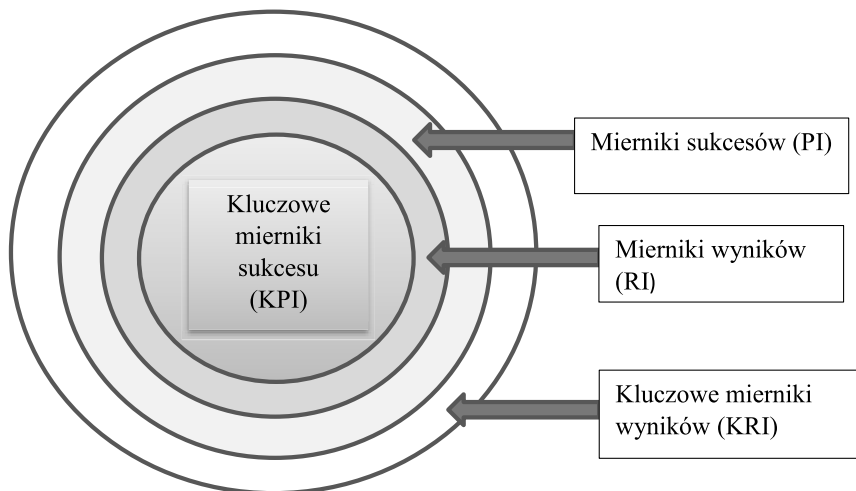 Kluczowe
mierniki
sukcesu
(KPI)
Mierniki sukcesów (PI)
Mierniki wyników
(RI)
Kluczowe mierniki
wyników (KRI)